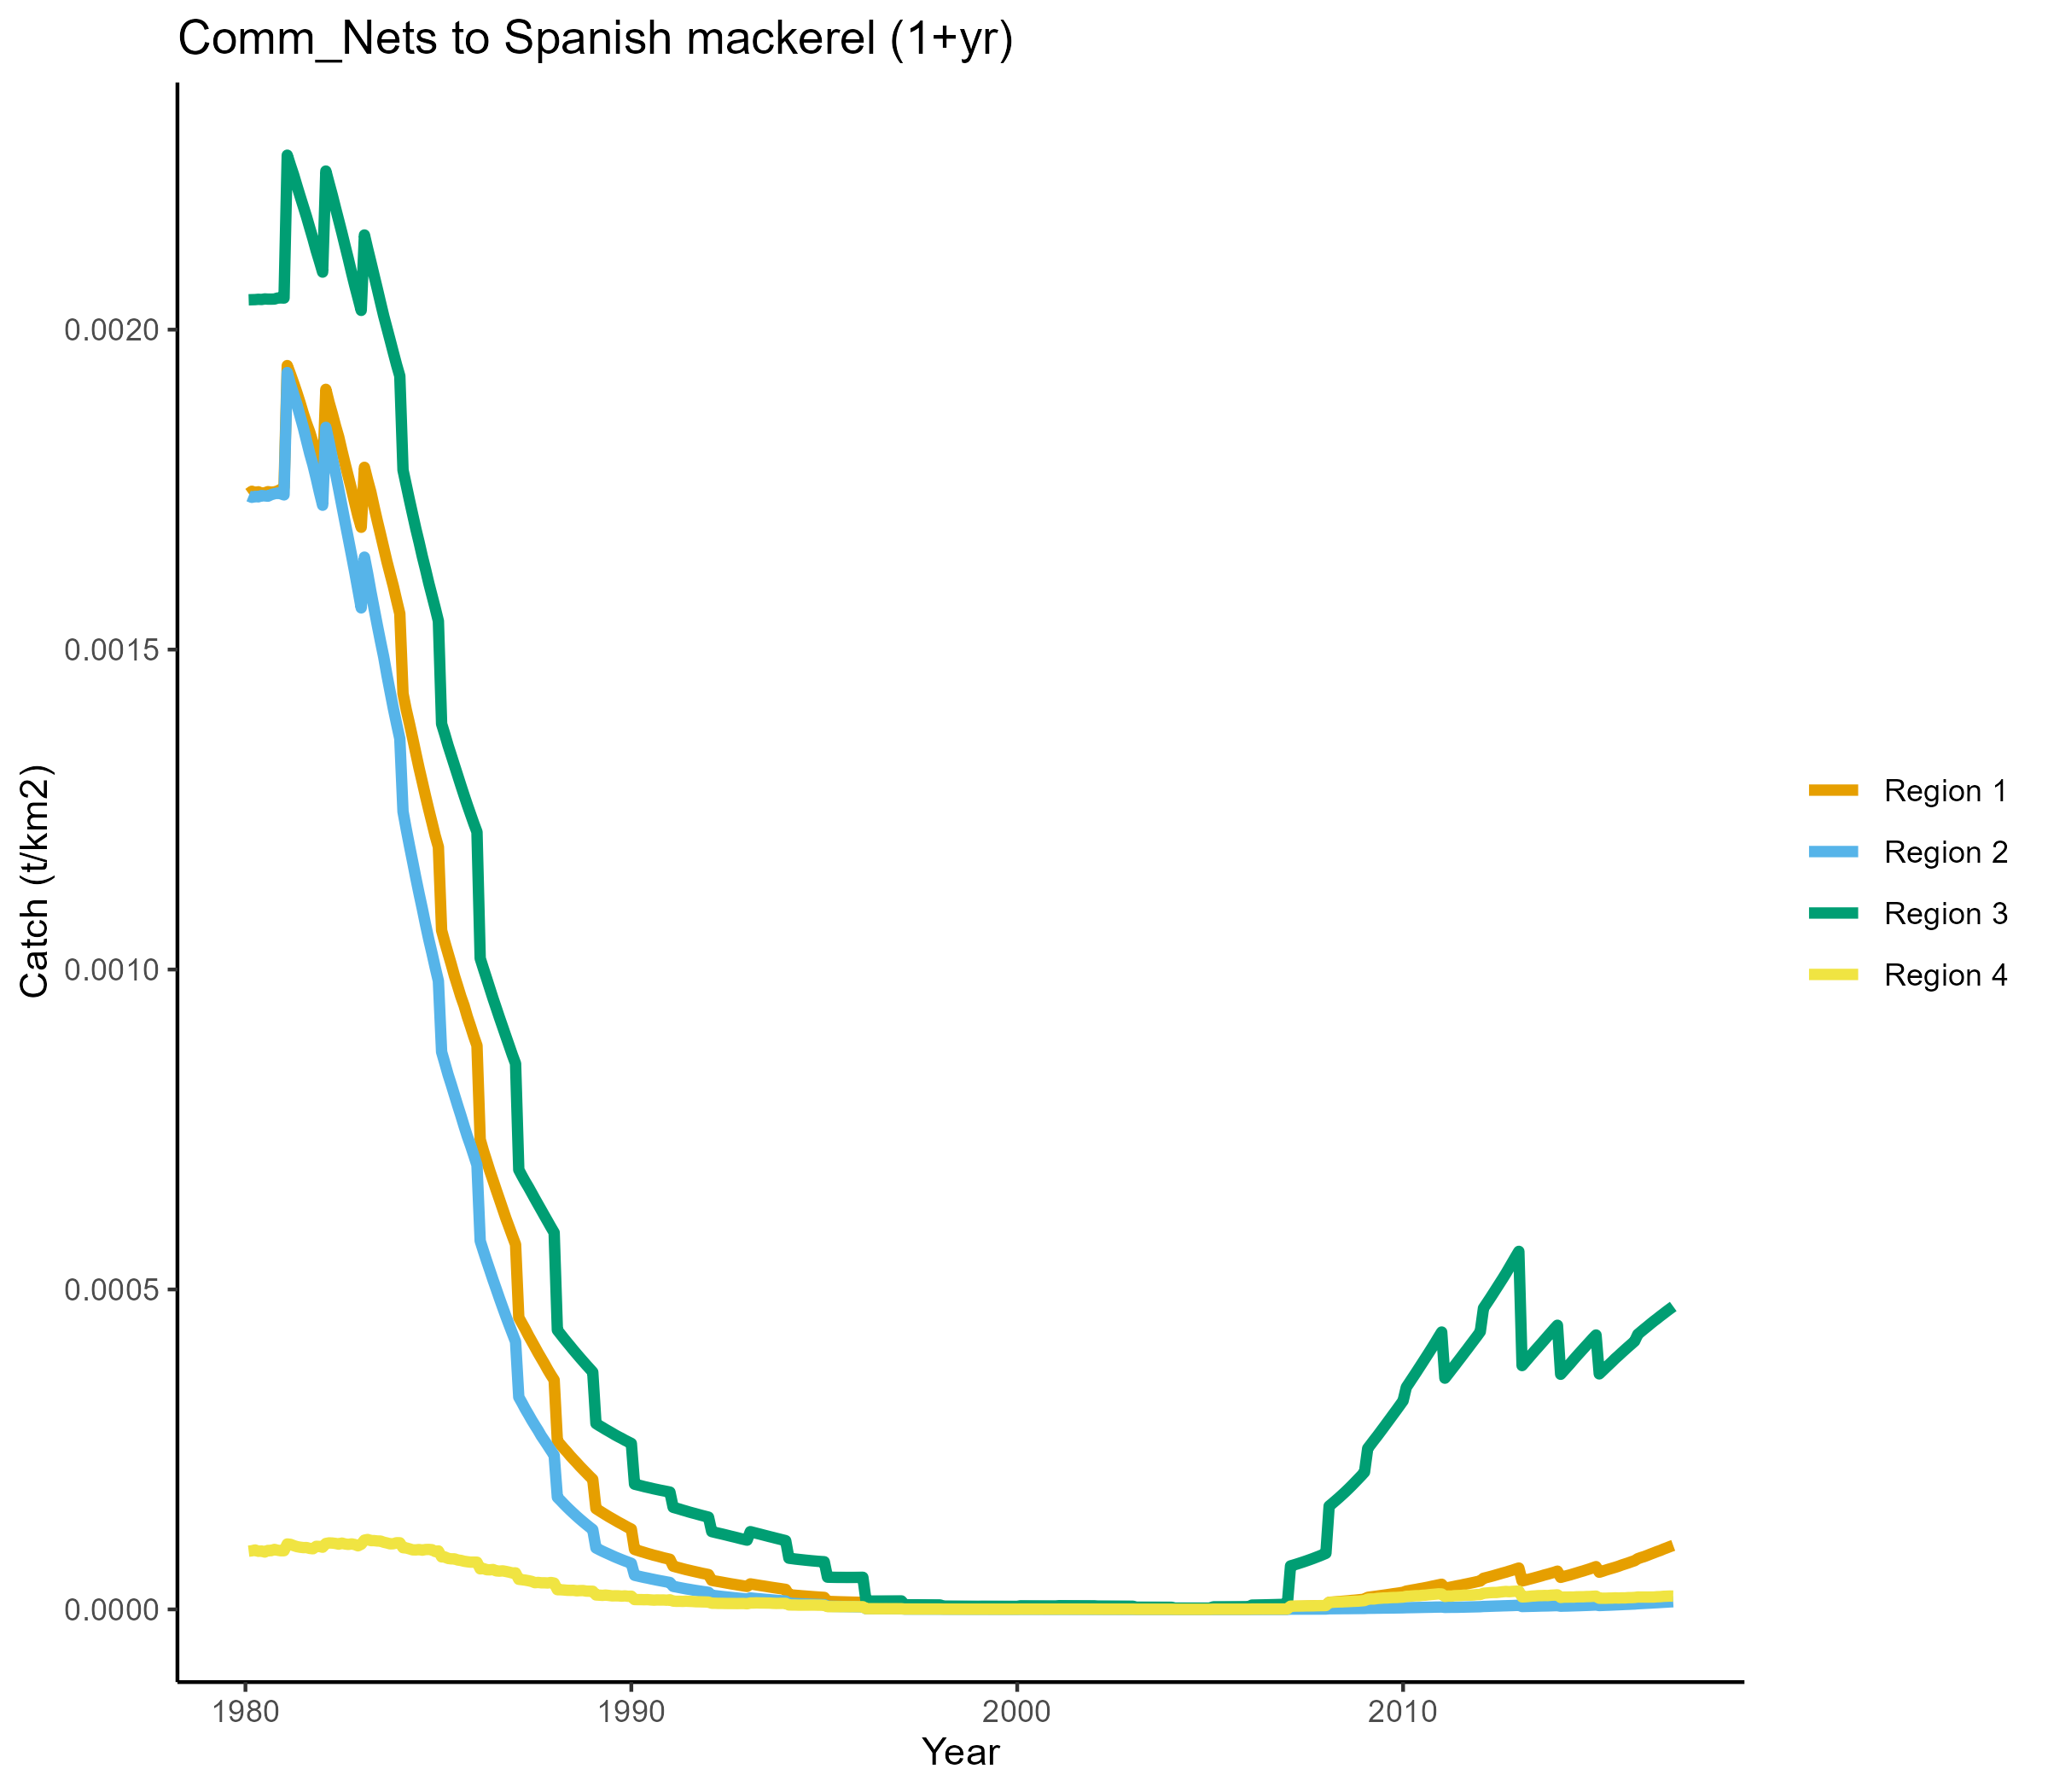 Comm_Nets to Spanish mackerel (1+yr)
Catch (t/km2)
0.0020
0.0015
0.0010
0.0005
0.0000
1980
1990
2000
2010
Year
Region 1
Region 2
Region 3
Region 4